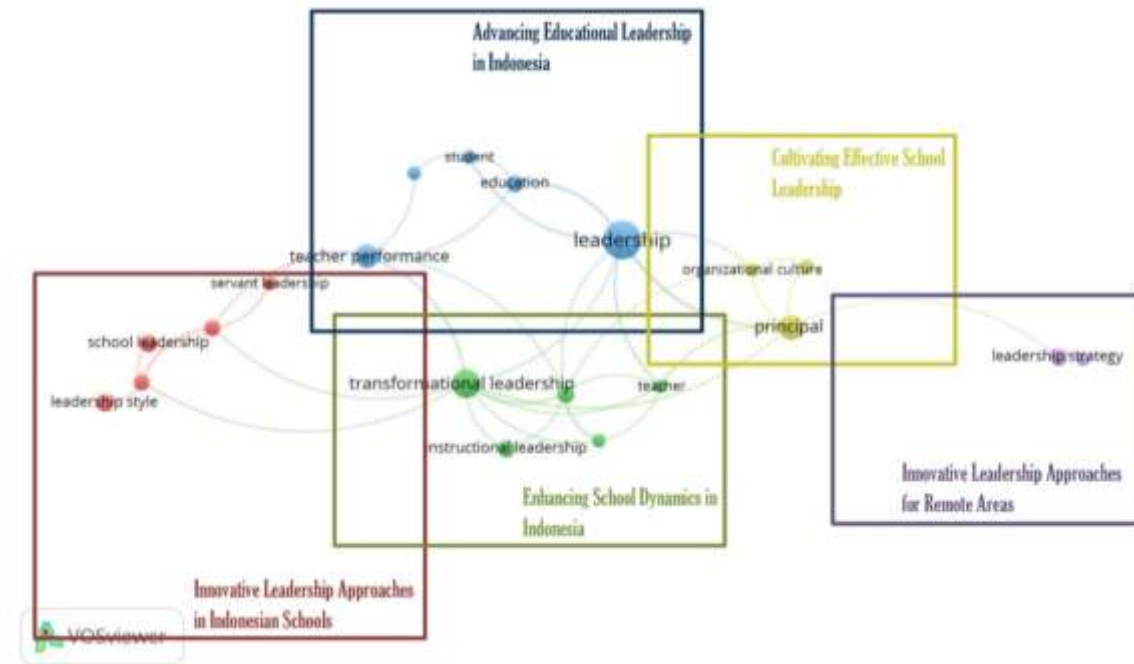 Advancing Educational Leadership
in Indonesia
Cultivating Effective School
Leadership
student
education
leadership
teacher performance
organizational culture
servant leadership
principal
school leadership
leadership strategy
transformational leadership
teacher
leadership style
instructional leadership
Innovative Leadership Approaches
for Remote Areas
Enhancing School Dynamics in
Indonesia
Innovative Leadership Approaches
in Indonesian Schools
VOSviewer